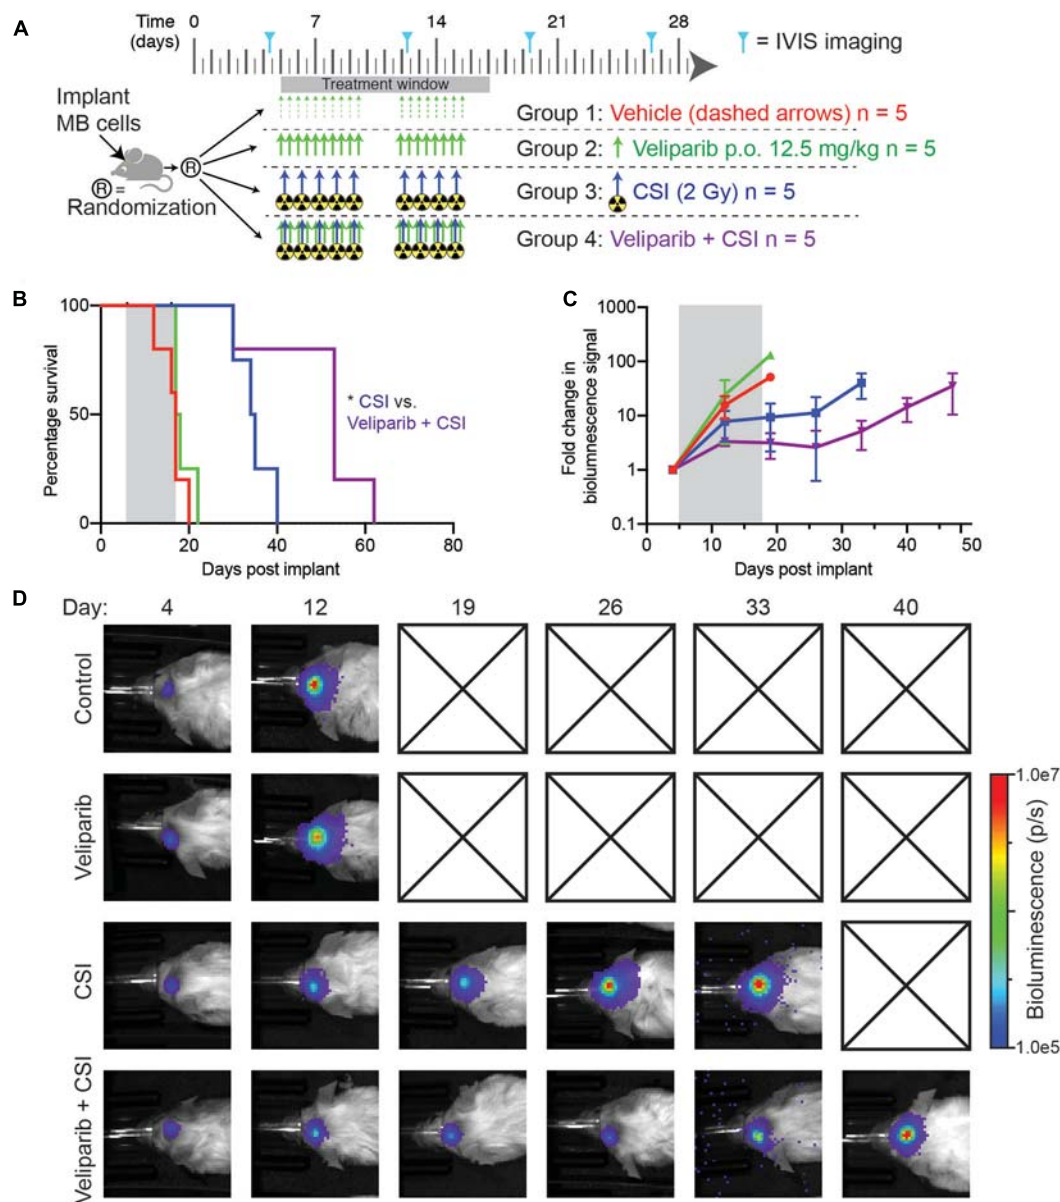 A
Time (days)
0 7 14 21 28
= IVIS imaging
Treatment window
Implant MB cells
R
R =
Randomization
Group 1: Vehicle (dashed arrows) n = 5
Group 2: Veliparib p.o. 12.5 mg/kg n = 5
Group 3: CSI (2 Gy) n = 5
Group 4: Veliparib + CSI n = 5
B
Percentage survival
100
50
0
0 20 40 60 80
Days post implant
* CSI vs.
Veliparib + CSI
C
Fold change in
biolumnescence signal
1000
100
10
1
0.1
0 10 20 30 40 50
Days post implant
D
Day: 4 12 19 26 33 40
Control
Veliparib
CSI
Veliparib + CSI
1.0e7
Bioluminescence (p/s)
1.0e5